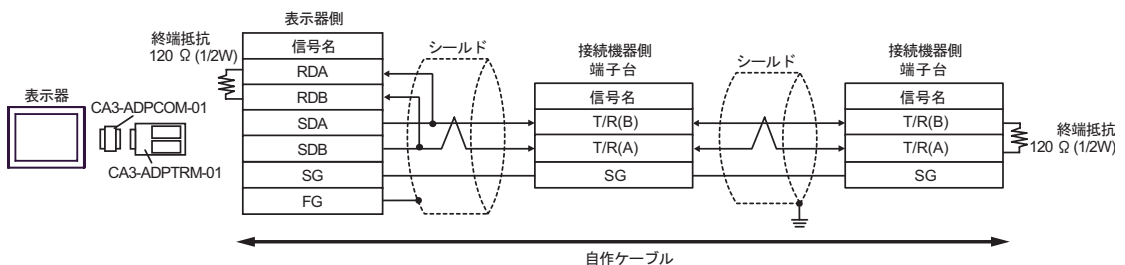 表示器側
終端抵抗
120 Ω (1/2W)
信号名
RDA
RDB
SDA
SDB
SG
FG
シールド
表示器
CA3-ADPCOM-01
CA3-ADPTRM-01
接続機器側
端子台
信号名
T/R(B)
T/R(A)
SG
シールド
接続機器側
端子台
信号名
T/R(B)
T/R(A)
SG
終端抵抗
120 Ω (1/2W)
自作ケーブル